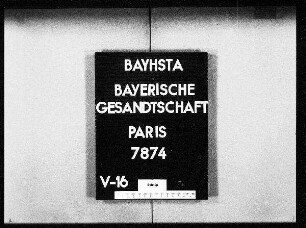 BAYHSTA
BAYERISCHE
GESANDTSCHAFT
PARIS
7874
V-16